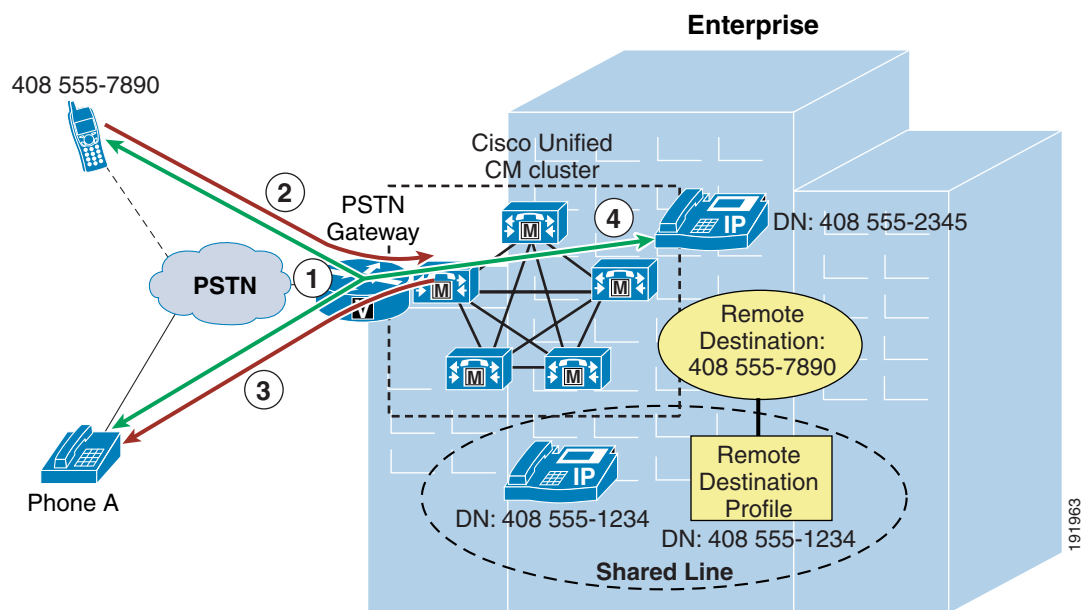 Enterprise
408 555-7890
Cisco Unified
CM cluster
2
PSTN
Gateway
4
IP
DN: 408 555-2345
M
PSTN
1
M
M
V
Remote
Destination:
408 555-7890
M
M
3
IP
Remote
Destination
Profile
Phone A
DN: 408 555-1234
DN: 408 555-1234
Shared Line
191963